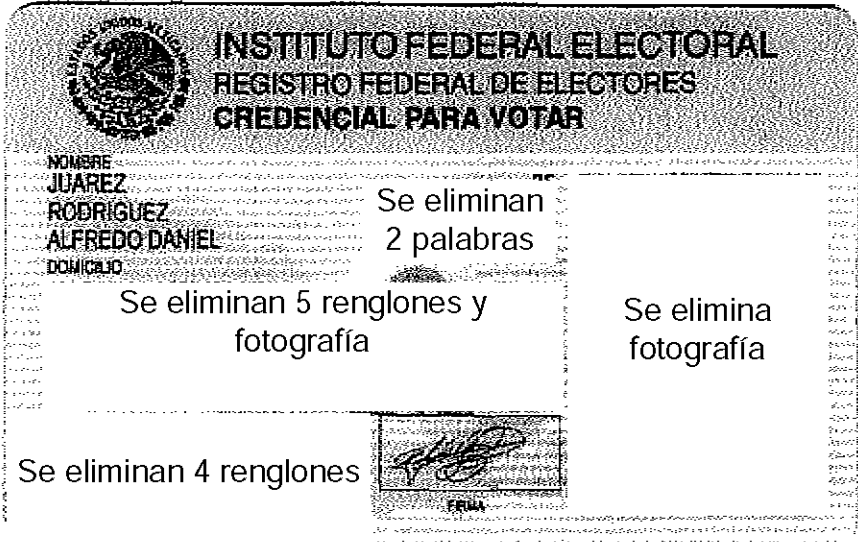 INSTITUTO FEDERAL ELECTORAL
REGISTRO FEDERAL DE ELECTORES
CREDENCIAL PARA VOTAR
NOMBRE
JUAREZ
RODRIGUEZ
ALFREDO DANIEL
Se eliminan
2 palabras
DOMICILIO
Se eliminan 5 renglones y
fotografía
Se elimina
fotografía
Se eliminan 4 renglones
FIRMA